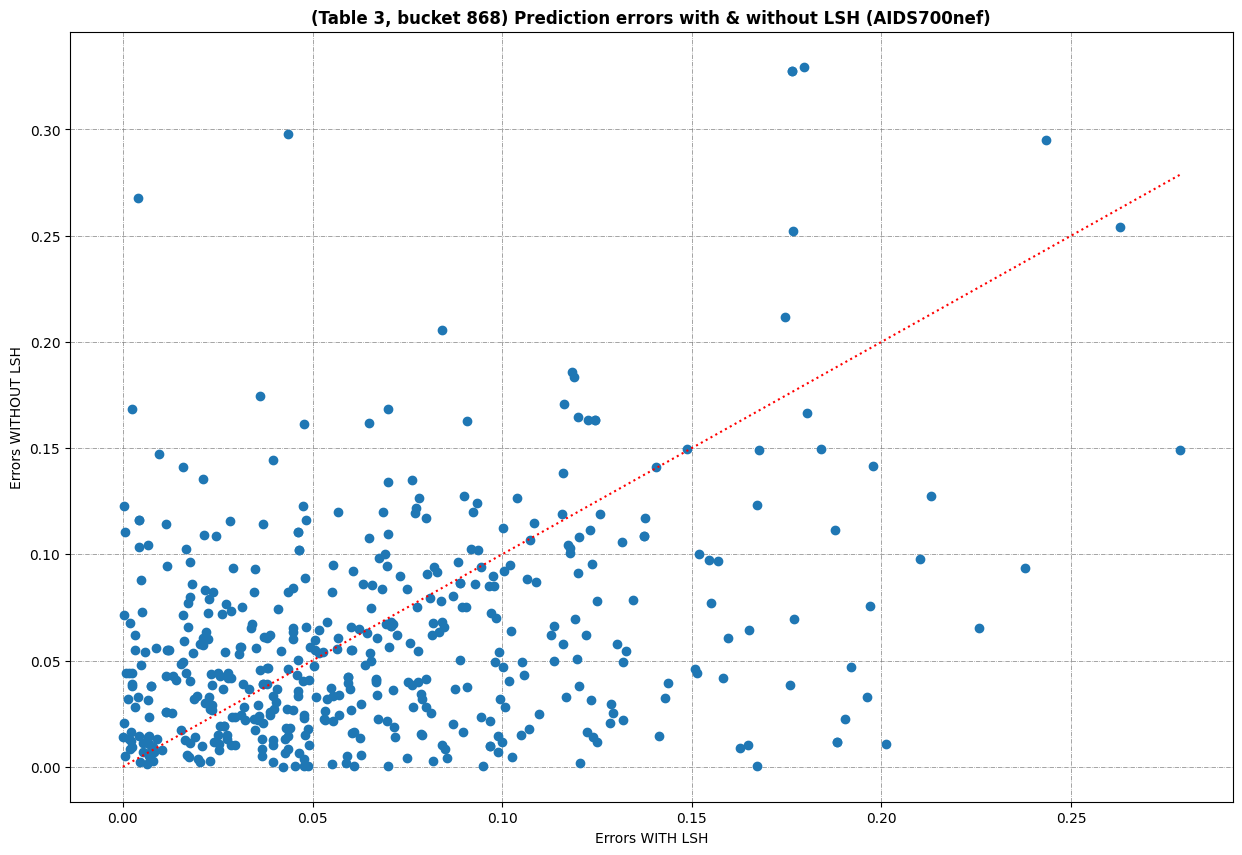 (Table 3, bucket 868) Prediction errors with & without LSH (AIDS700nef)
0.30
0.25
0.20
0.15
0.10
0.05
0.00
Errors WITHOUT LSH
0.00 0.05 0.10 0.15 0.20 0.25
Errors WITH LSH